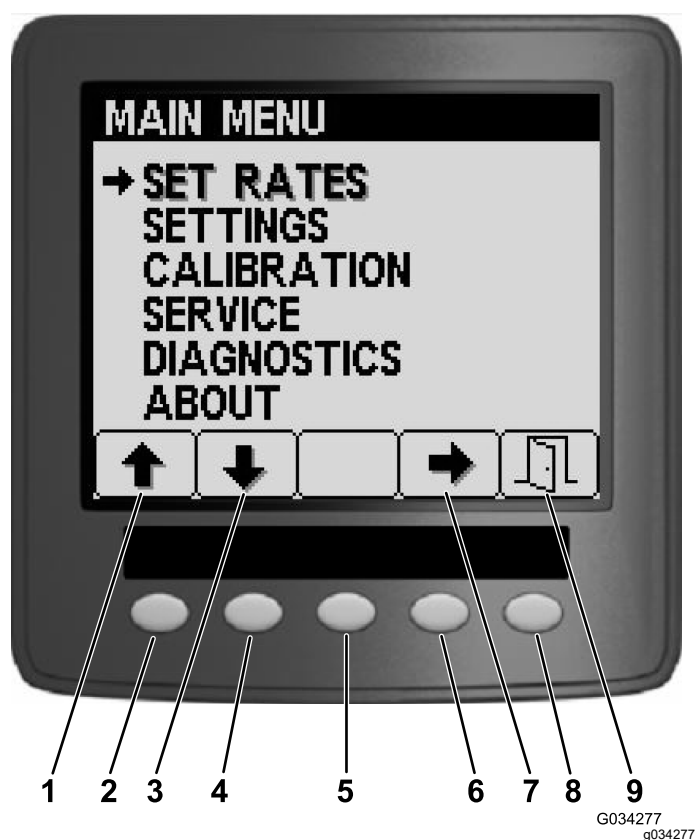 MAIN MENU
SET RATES
SETTINGS
CALIBRATION
SERVICE
DIAGNOSTICS
ABOUT
1 2 3 4 5 6 7 8 9
G034277
g034277